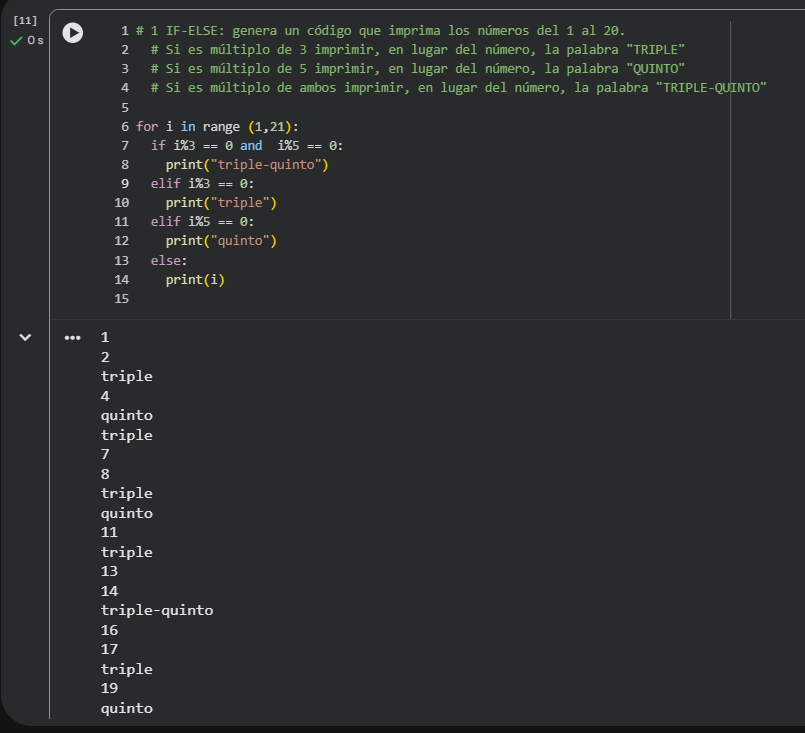 [11]
0 s
1 # 1 IF-ELSE: genera un código que imprima los números del 1 al 20.
2   # Si es múltiplo de 3 imprimir, en lugar del número, la palabra "TRIPLE"
3   # Si es múltiplo de 5 imprimir, en lugar del número, la palabra "QUINTO"
4   # Si es múltiplo de ambos imprimir, en lugar del número, la palabra "TRIPLE-QUINTO"
5
6 for i in range (1,21):
7   if i%3 == 0 and  i%5 == 0:
8     print("triple-quinto")
9   elif i%3 == 0:
10     print("triple")
11   elif i%5 == 0:
12     print("quinto")
13   else:
14     print(i)
15
1
2
triple
4
quinto
triple
7
8
triple
quinto
11
triple
13
14
triple-quinto
16
17
triple
19
quinto